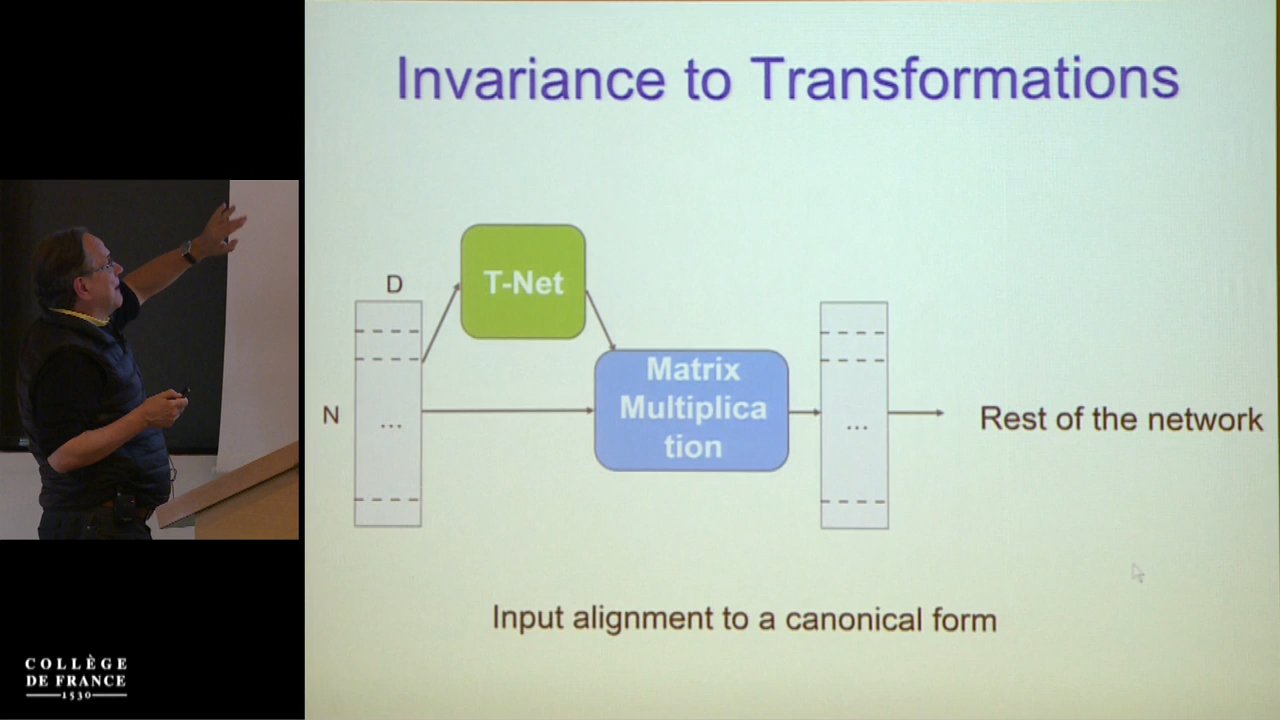 Invariance to Transformations
D
T-Net
N
...
Matrix
Multiplica
tion
...
Rest of the network
Input alignment to a canonical form
COLLÈGE
DE FRANCE
1530